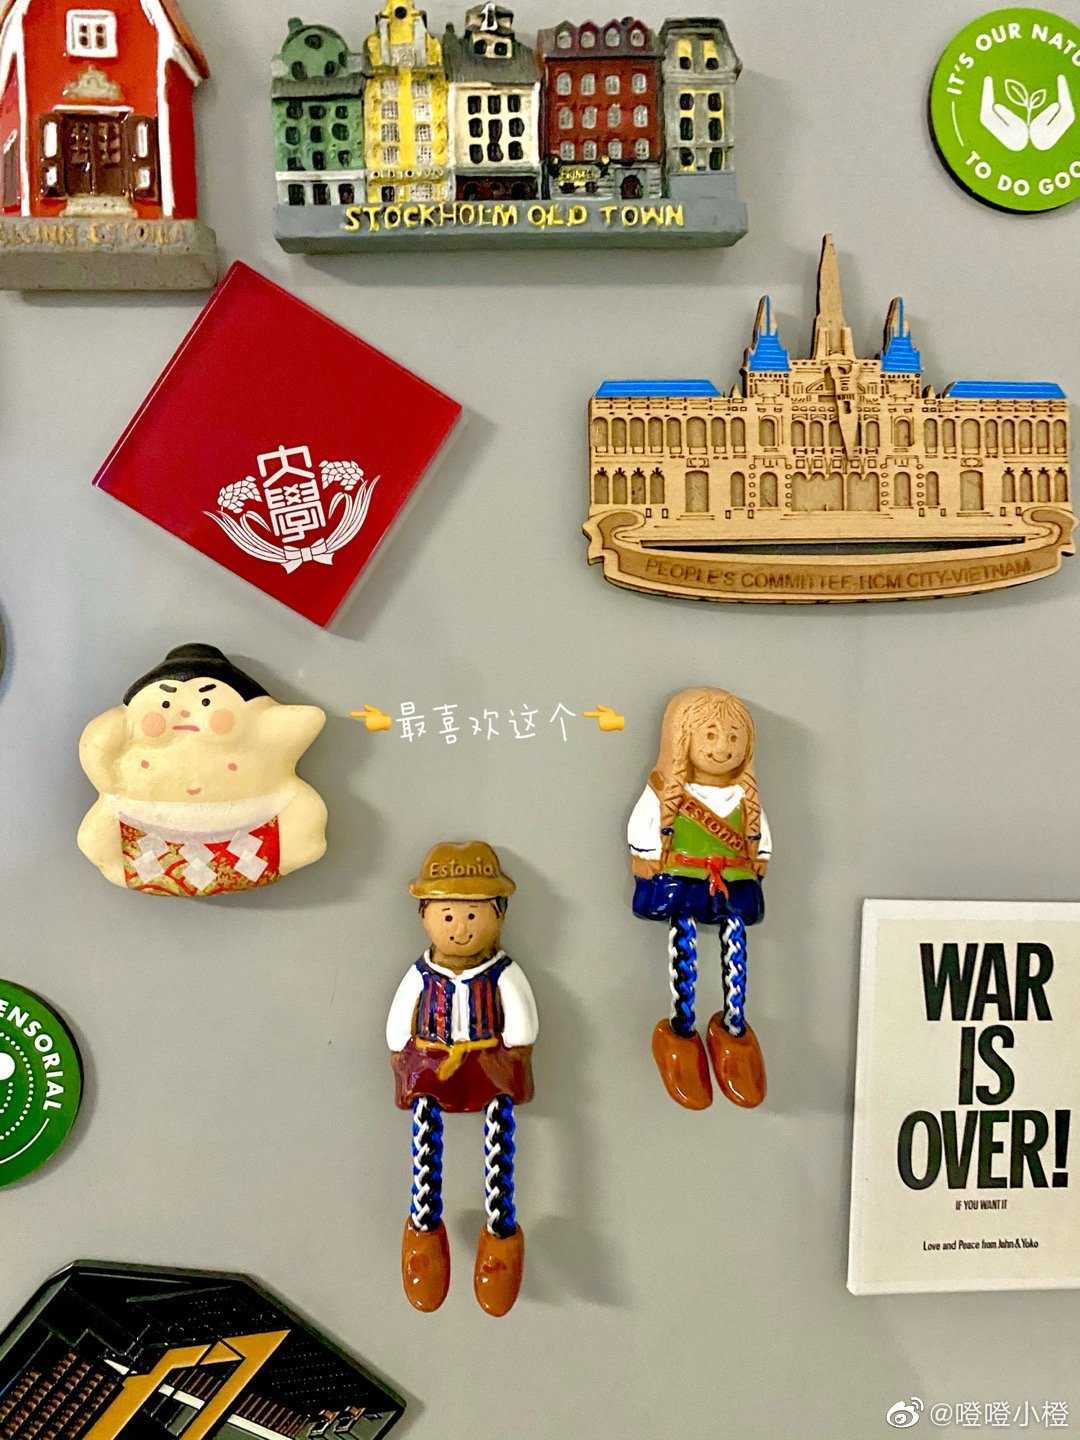 STOCKHOLM OLD TOWN
IT'S OUR NATU
TO DO GOO
大學
PEOPLE'S COMMITTEE-HCM CITY-VIETNAM
👈最喜欢这个👈
Estonia
Estonia
ENSORIAL
WAR
IS
OVER!
IF YOU WANT IT
Love and Peace from John & Yoko
@噔噔小橙